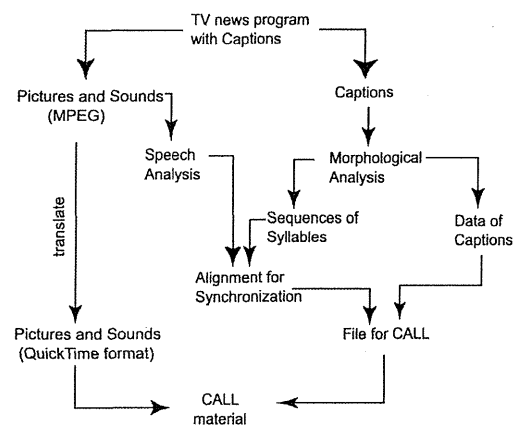 TV news program
with Captions
Pictures and Sounds
(MPEG)
Captions
Speech
Analysis
Morphological
Analysis
translate
Sequences of
Syllables
Data of
Captions
Alignment for
Synchronization
Pictures and Sounds
(QuickTime format)
File for CALL
CALL
material